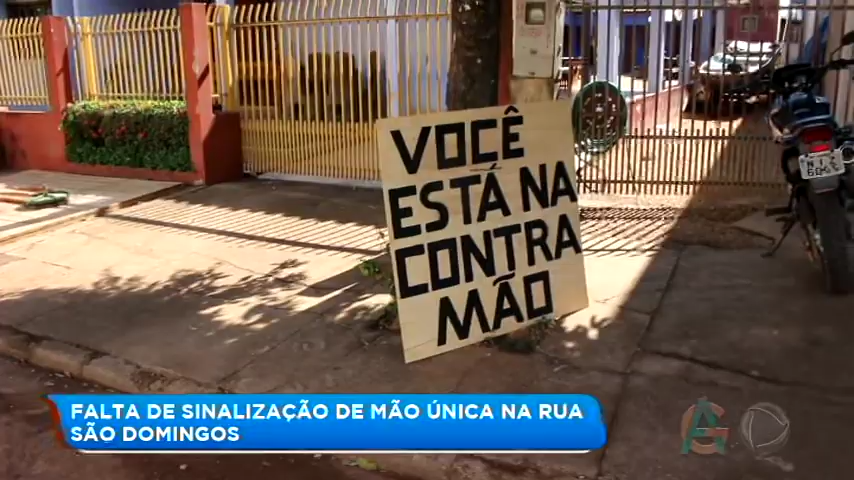 VOCÊ
ESTÁ NA
CONTRA
MÃO
FALTA DE SINALIZAÇÃO DE MÃO ÚNICA NA RUA
SÃO DOMINGOS